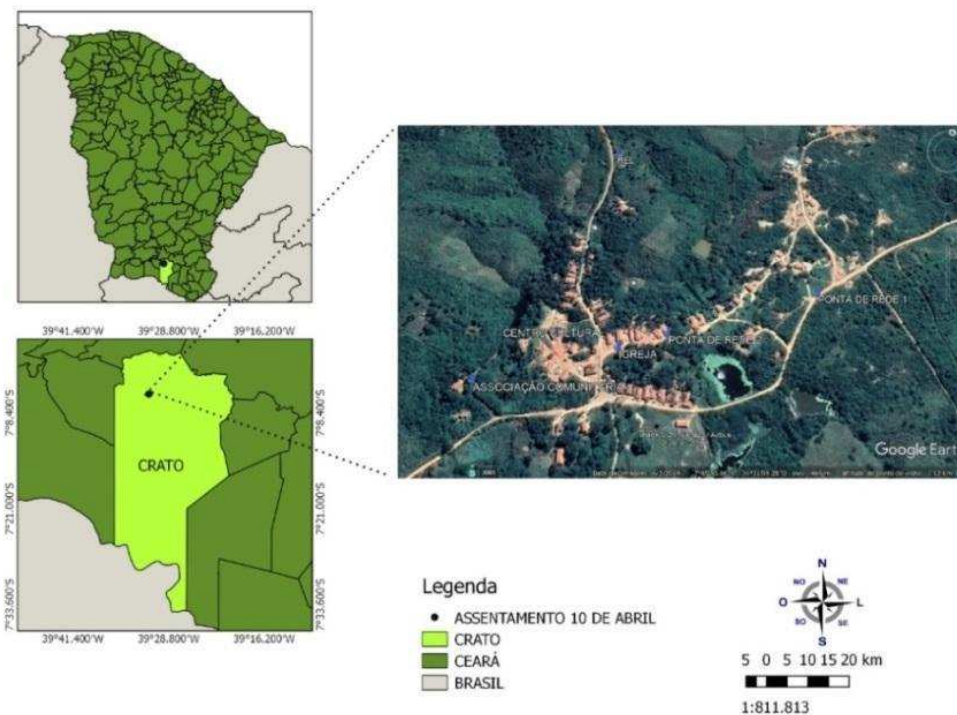 39°41.400'W 39°28.800'W 39°16.200'W
7°8.400'S
7°21.000'S
7°33.600'S
CRATO
7°8.400'S
7°21.000'S
7°33.600'S
39°41.400'W 39°28.800'W 39°16.200'W
PONTA DE REDE 1
CENTRO CULTURA
PONTA DE REDE 2
IGREJA
ASSOCIAÇÃO COMUNITÁRIA
Google Eart
Legenda
ASSENTAMENTO 10 DE ABRIL
CRATO
CEARÁ
BRASIL
N
NO NE
O L
SO SE
S
5 0 5 10 15 20 km
1:811.813